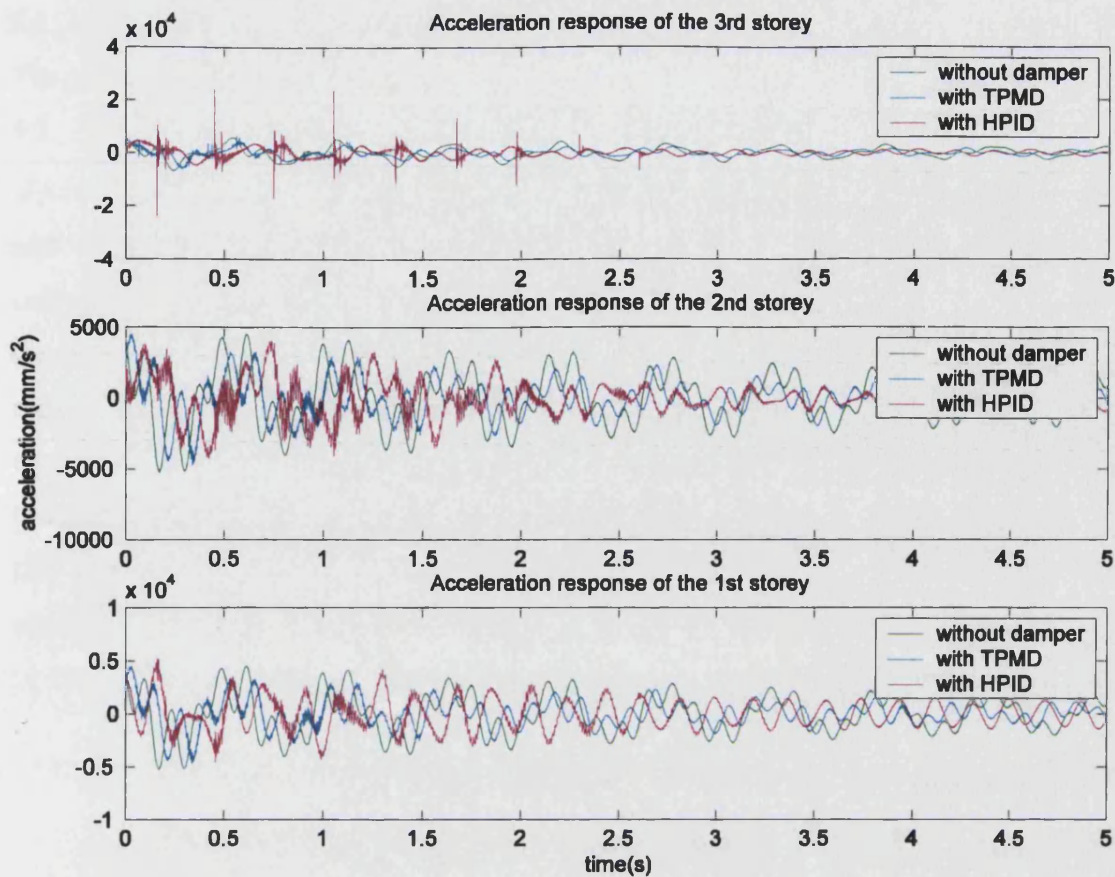 Acceleration response of the 3rd storey
x 10^4
4
2
0
-2
-4
without damper
with TPMD
with HPID
0 0.5 1 1.5 2 2.5 3 3.5 4 4.5 5
Acceleration response of the 2nd storey
5000
0
-5000
-10000
acceleration(mm/s^2)
without damper
with TPMD
with HPID
0 0.5 1 1.5 2 2.5 3 3.5 4 4.5 5
Acceleration response of the 1st storey
x 10^4
1
0.5
0
-0.5
-1
without damper
with TPMD
with HPID
0 0.5 1 1.5 2 2.5 3 3.5 4 4.5 5
time(s)